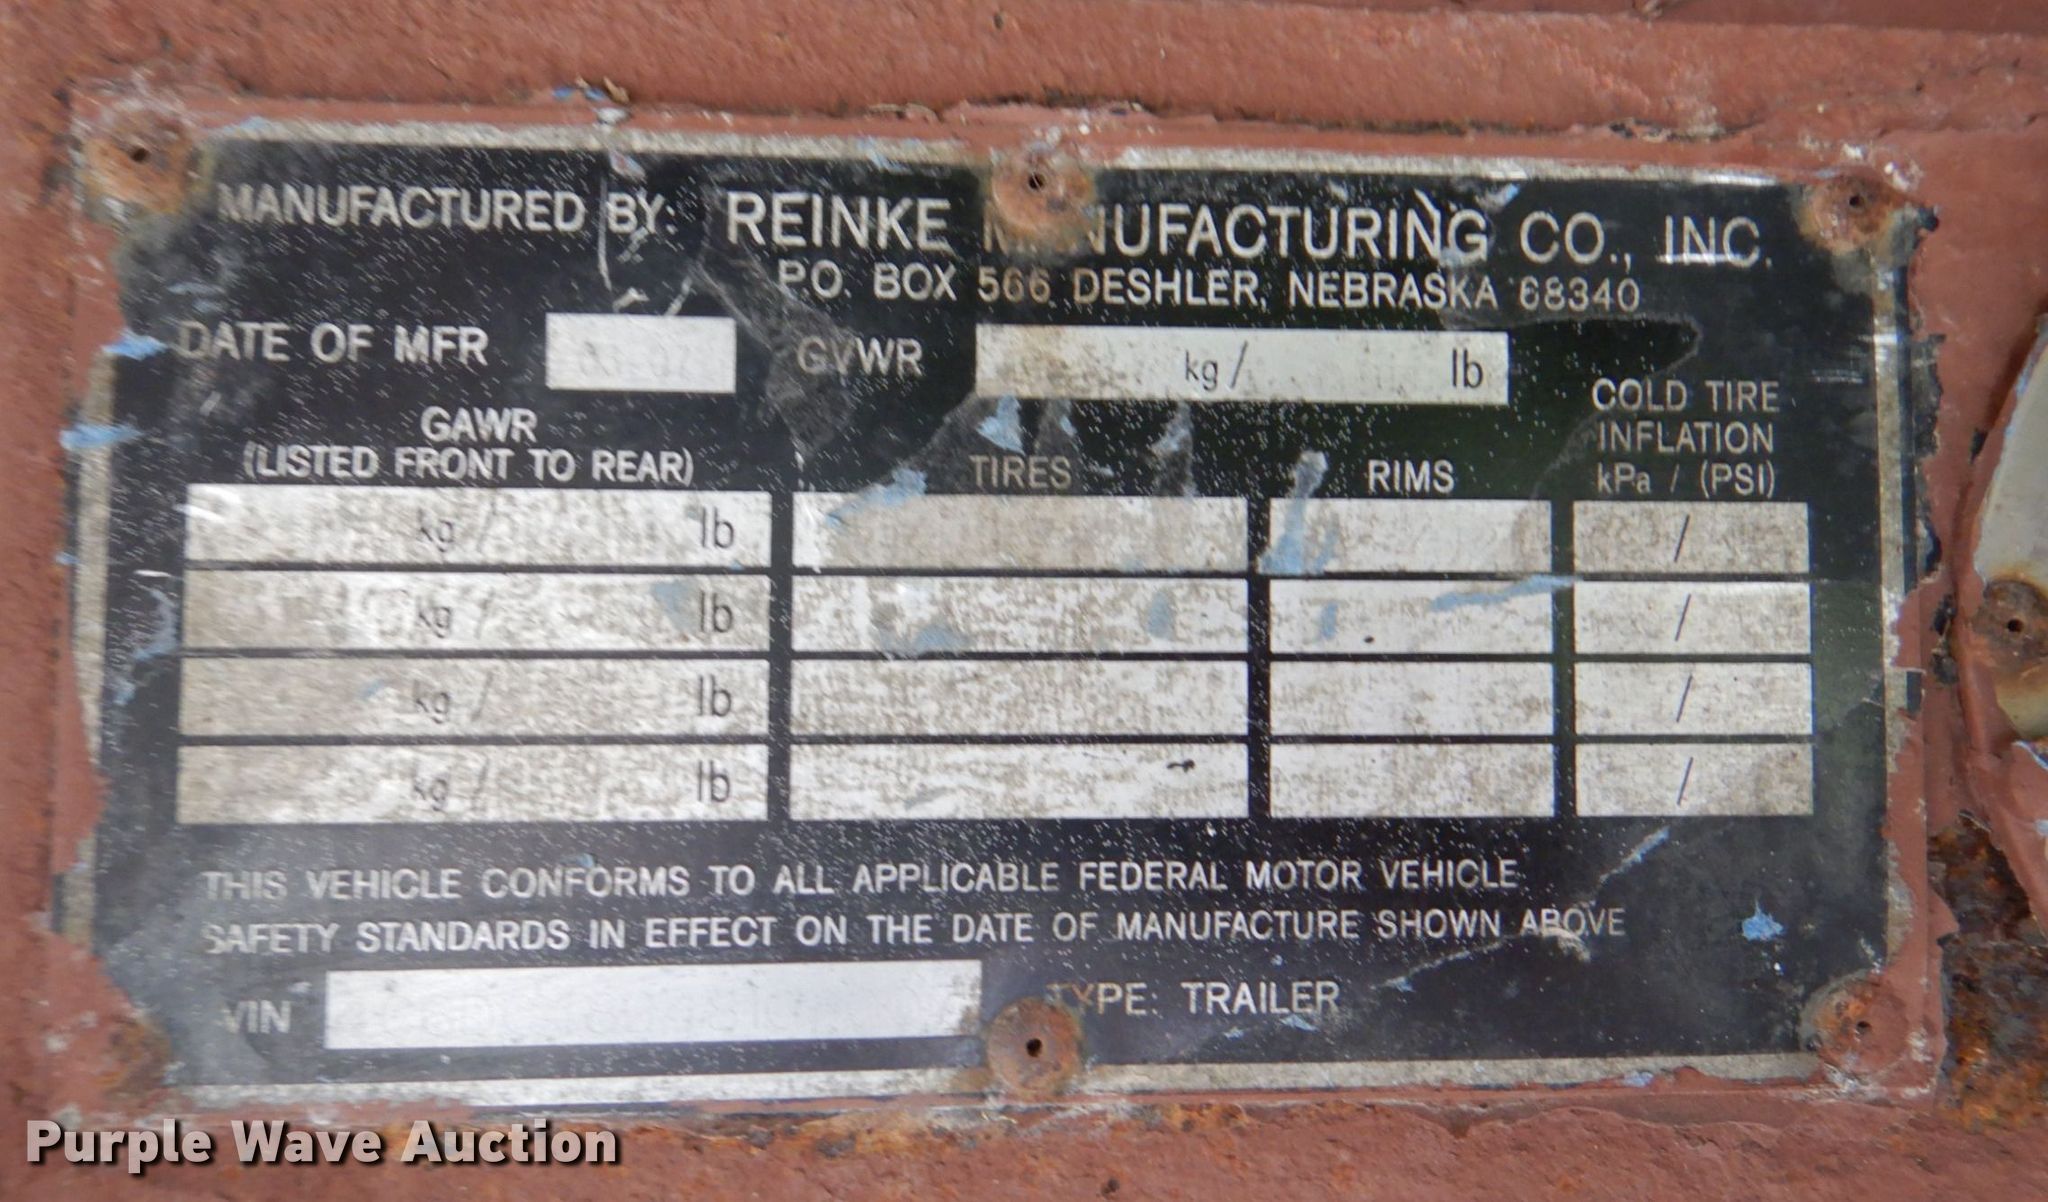 MANUFACTURED BY: REINKE MANUFACTURING CO., INC.
P.O. BOX 566 DESHLER, NEBRASKA 68340
DATE OF MFR GVWR kg / lb
GAWR
(LISTED FRONT TO REAR)
TIRES
RIMS
COLD TIRE
INFLATION
kPa / (PSI)
kg / lb /
kg / lb /
kg / lb /
kg / lb /
THIS VEHICLE CONFORMS TO ALL APPLICABLE FEDERAL MOTOR VEHICLE
SAFETY STANDARDS IN EFFECT ON THE DATE OF MANUFACTURE SHOWN ABOVE
VIN TYPE: TRAILER
Purple Wave Auction